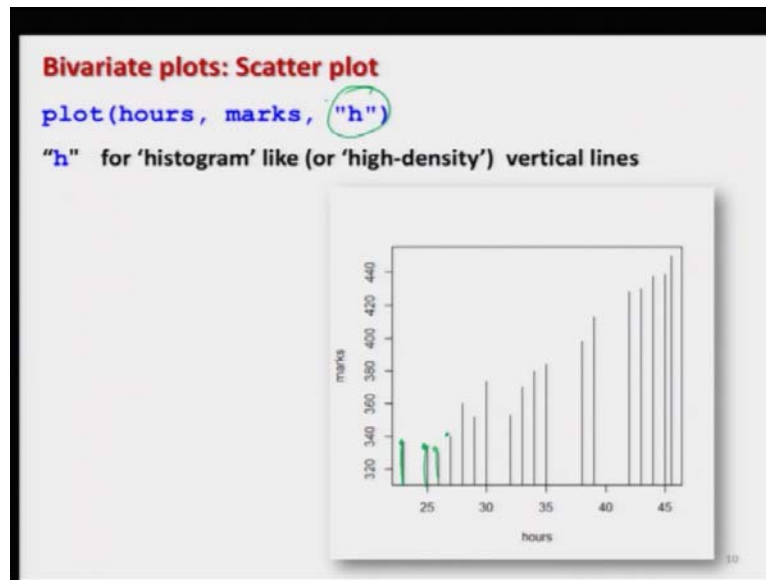 Bivariate plots: Scatter plot
plot(hours, marks, "h")
“h" for ‘histogram’ like (or ‘high-density’) vertical lines
440
420
400
380
360
340
320
marks
25 30 35 40 45
hours
10